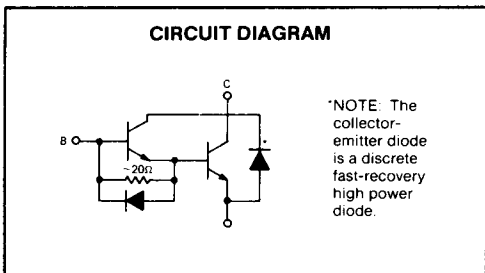 CIRCUIT DIAGRAM
C
*NOTE: The
collector-
emitter diode
is a discrete
fast-recovery
high power
diode.
B
*
~20Ω